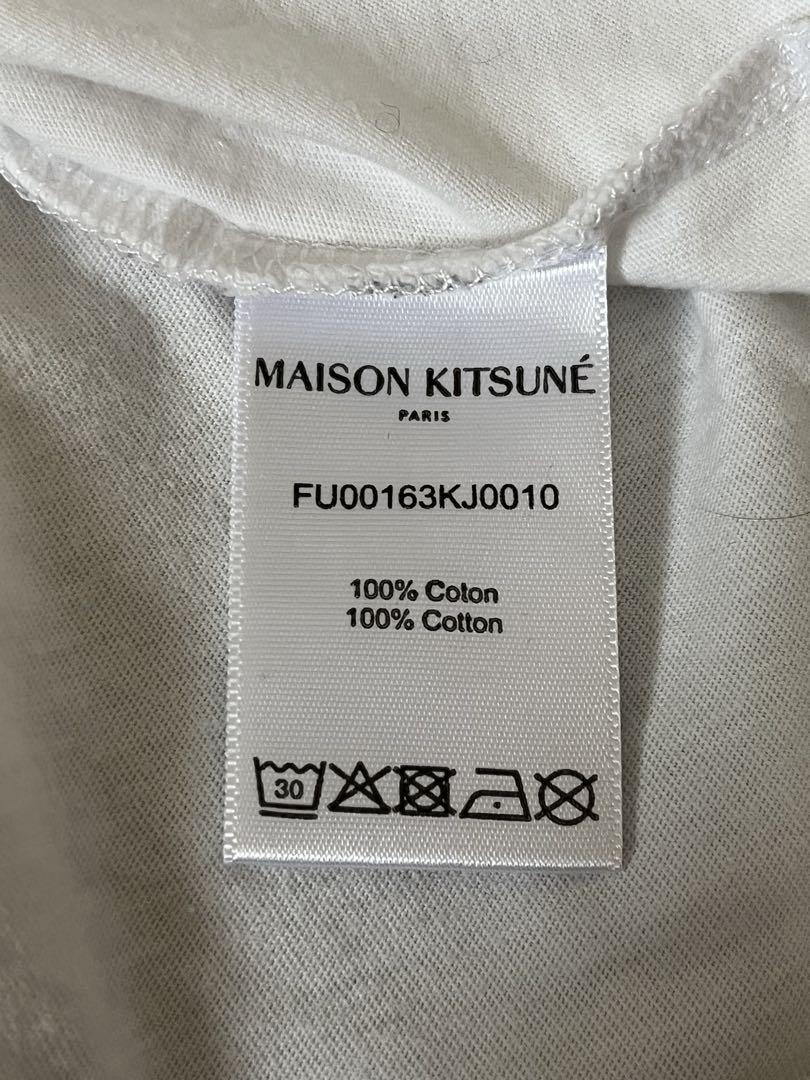 MAISON KITSUNÉ
PARIS
FU00163KJ0010
100% Coton
100% Cotton
30